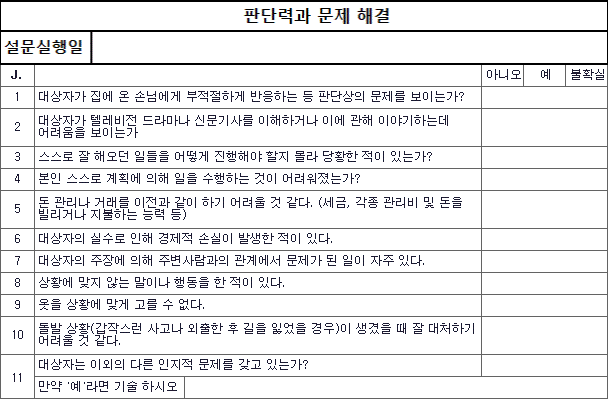 판단력과 문제 해결
설문실행일
J. 아니오 예 불확실
1 대상자가 집에 온 손님에게 부적절하게 반응하는 등 판단상의 문제를 보이는가?
2 대상자가 텔레비전 드라마나 신문기사를 이해하거나 이에 관해 이야기하는데
어려움을 보이는가
3 스스로 잘 해오던 일들을 어떻게 진행해야 할지 몰라 당황한 적이 있는가?
4 본인 스스로 계획에 의해 일을 수행하는 것이 어려워졌는가?
5 돈 관리나 거래를 이전과 같이 하기 어려울 것 같다. (세금, 각종 관리비 및 돈을
빌리거나 지불하는 능력 등)
6 대상자의 실수로 인해 경제적 손실이 발생한 적이 있다.
7 대상자의 주장에 의해 주변사람과의 관계에서 문제가 된 일이 자주 있다.
8 상황에 맞지 않는 말이나 행동을 한 적이 있다.
9 옷을 상황에 맞게 고를 수 없다.
10 돌발 상황(갑작스런 사고나 외출한 후 길을 잃었을 경우)이 생겼을 때 잘 대처하기
어려울 것 같다.
11 대상자는 이외의 다른 인지적 문제를 갖고 있는가?
만약 '예'라면 기술 하시오